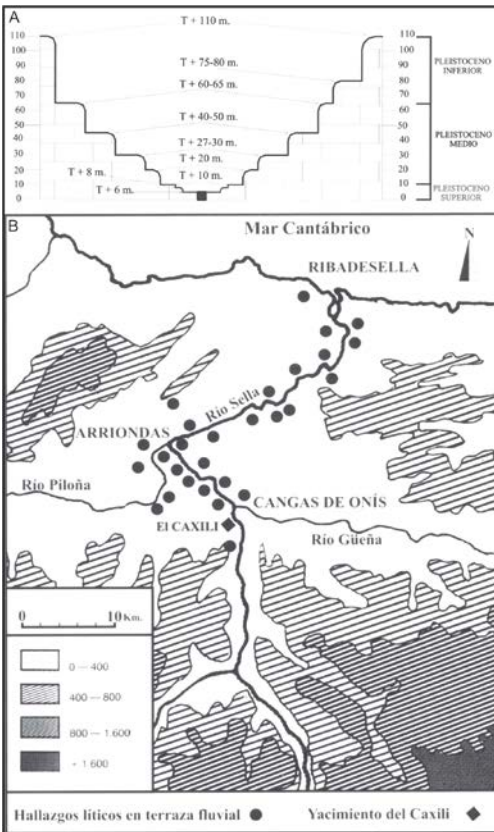 A
T + 110 m.
T + 75-80 m.
T + 60-65 m.
T + 40-50 m.
T + 27-30 m.
T + 20 m.
T + 8 m.
T + 10 m.
T + 6 m.
110
100
90
80
70
60
50
40
30
20
10
0
110
100
90
80
70
60
50
40
30
20
10
0
PLEISTOCENO
INFERIOR
PLEISTOCENO
MEDIO
PLEISTOCENO
SUPERIOR
B
Mar Cantábrico
N
RIBADESELLA
Río Sella
ARRIONDAS
Río Piloña
CANGAS DE ONÍS
El CAXILI
Río Güeña
0 10 Km.
0 — 400
400 — 800
800 — 1.600
+ 1 600
Hallazgos líticos en terraza fluvial
Yacimiento del Caxili